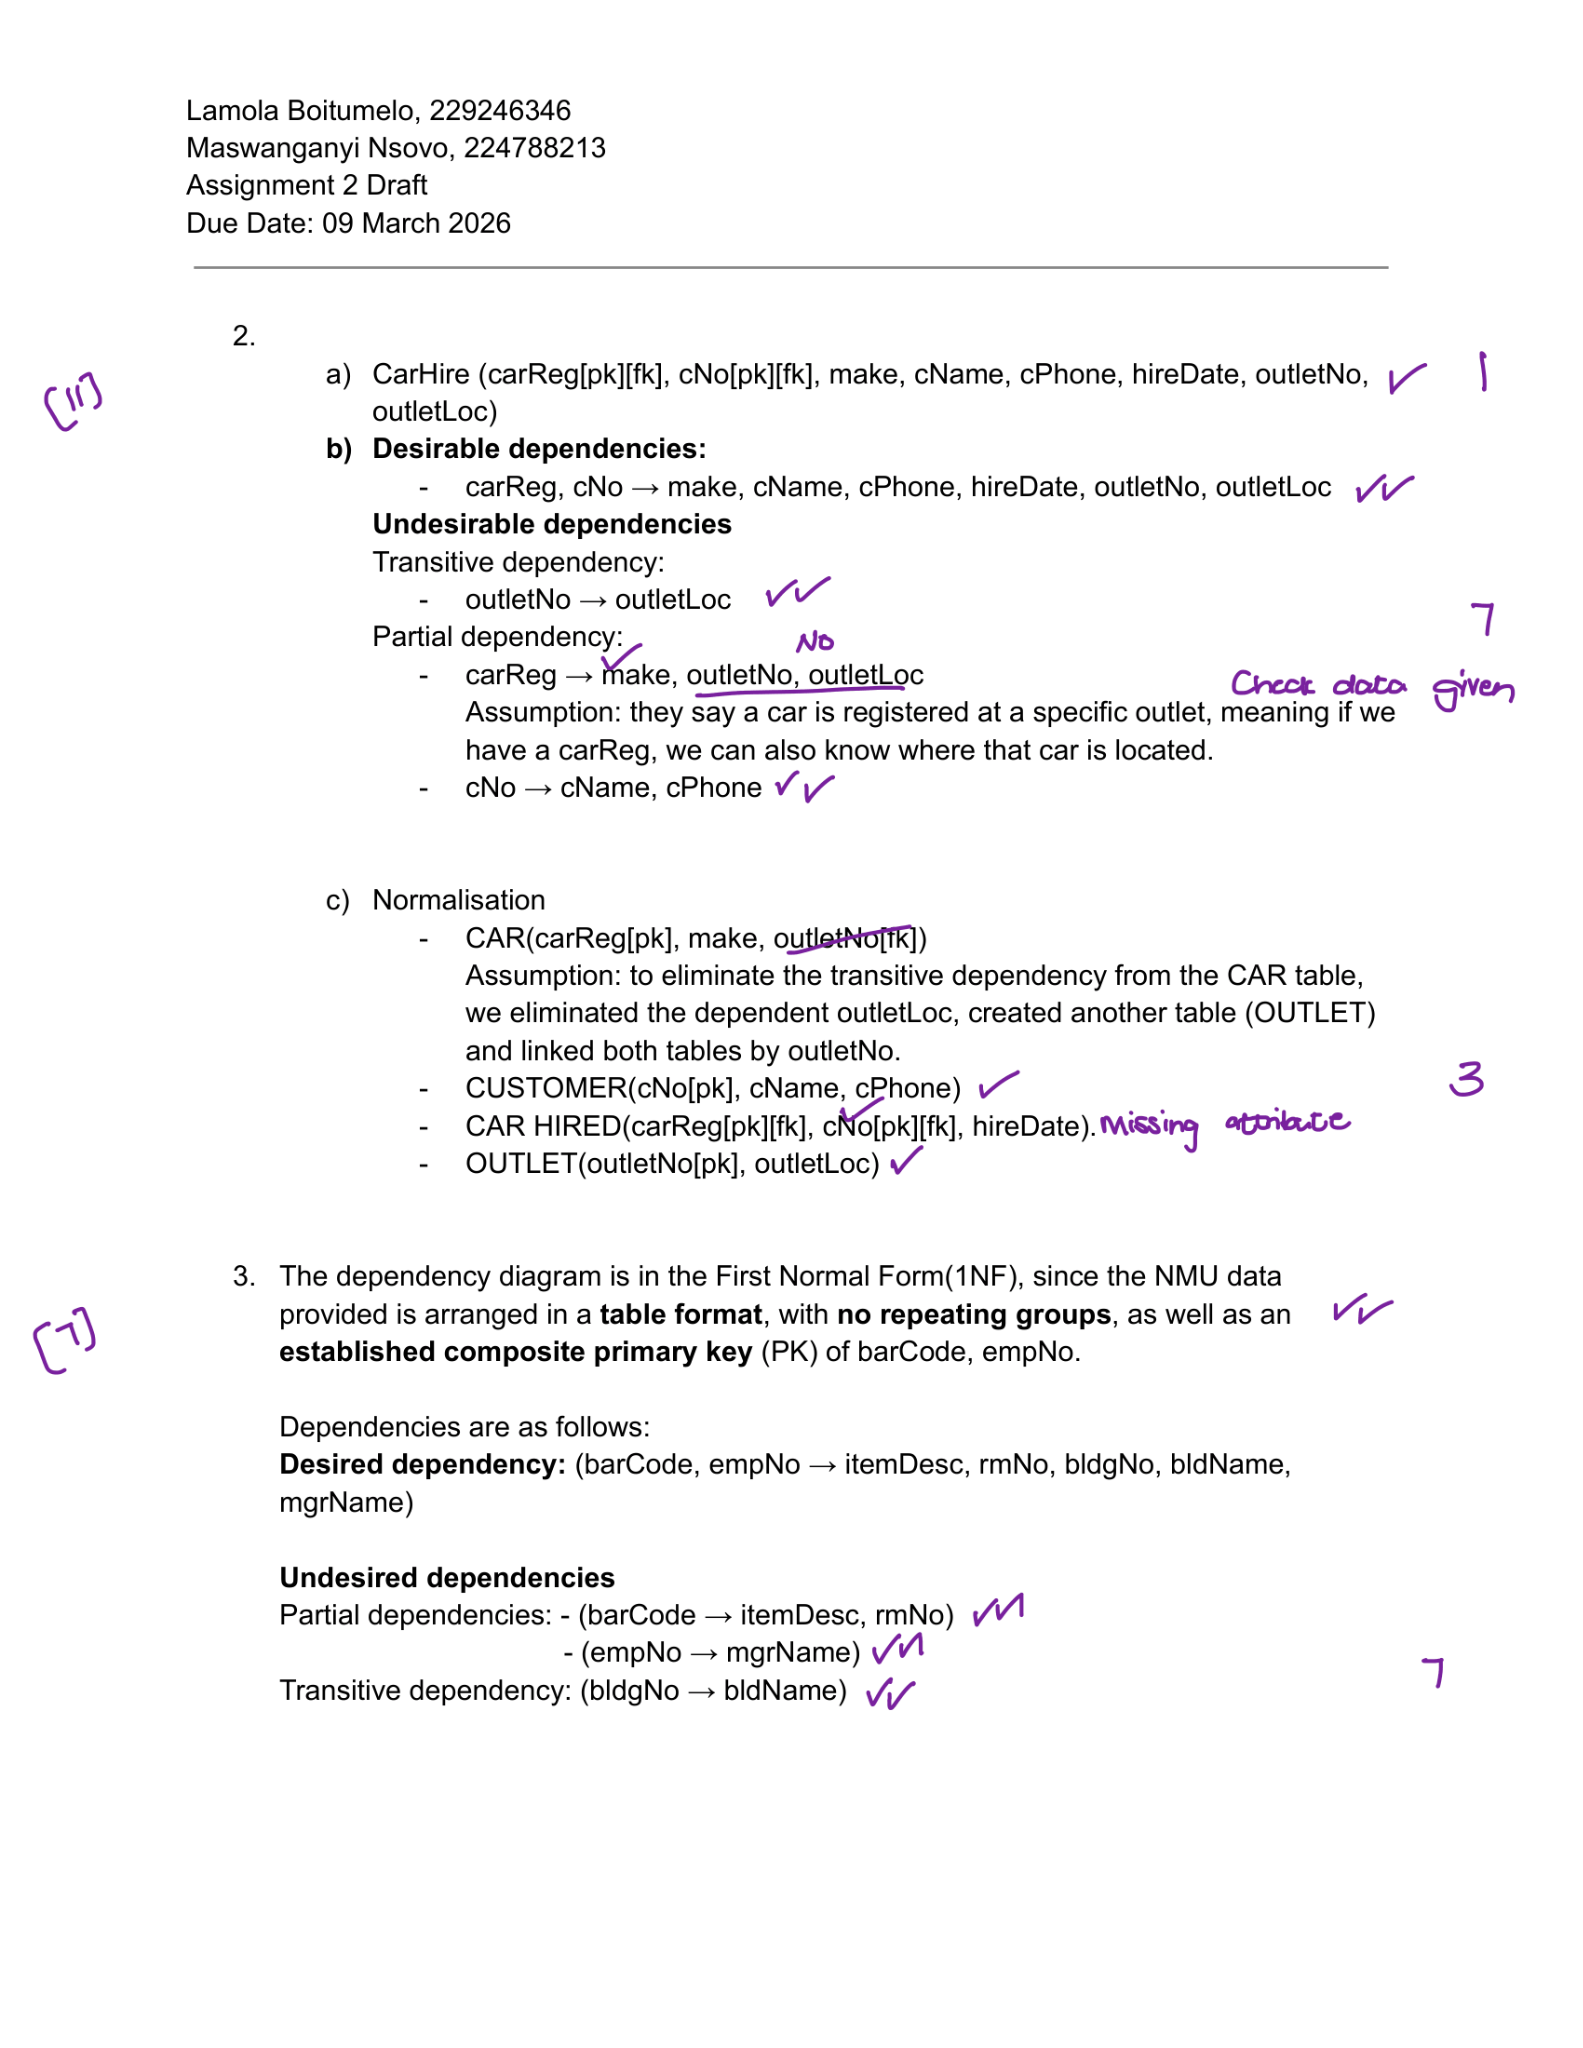 Lamola Boitumelo, 229246346
Maswanganyi Nsovo, 224788213
Assignment 2 Draft
Due Date: 09 March 2026
2.
[11]
a) CarHire (carReg[pk][fk], cNo[pk][fk], make, cName, cPhone, hireDate, outletNo, ✓ 1
outletLoc)
b) Desirable dependencies:
- carReg, cNo → make, cName, cPhone, hireDate, outletNo, outletLoc ✓✓
Undesirable dependencies
Transitive dependency:
- outletNo → outletLoc ✓✓
7
Partial dependency: NO
- carReg → make, outletNo, outletLoc ✓ Check data given
Assumption: they say a car is registered at a specific outlet, meaning if we
have a carReg, we can also know where that car is located.
- cNo → cName, cPhone ✓✓
c) Normalisation
- CAR(carReg[pk], make, outletNo[fk])
Assumption: to eliminate the transitive dependency from the CAR table,
we eliminated the dependent outletLoc, created another table (OUTLET)
and linked both tables by outletNo.
- CUSTOMER(cNo[pk], cName, cPhone) ✓ 3
- CAR HIRED(carReg[pk][fk], cNo[pk][fk], hireDate). ✓ Missing attribute
- OUTLET(outletNo[pk], outletLoc) ✓
3. The dependency diagram is in the First Normal Form(1NF), since the NMU data
[7] provided is arranged in a table format, with no repeating groups, as well as an ✓✓
established composite primary key (PK) of barCode, empNo.
Dependencies are as follows:
Desired dependency: (barCode, empNo → itemDesc, rmNo, bldgNo, bldName,
mgrName)
Undesired dependencies
Partial dependencies: - (barCode → itemDesc, rmNo) ✓✓
- (empNo → mgrName) ✓✓
7
Transitive dependency: (bldgNo → bldName) ✓✓